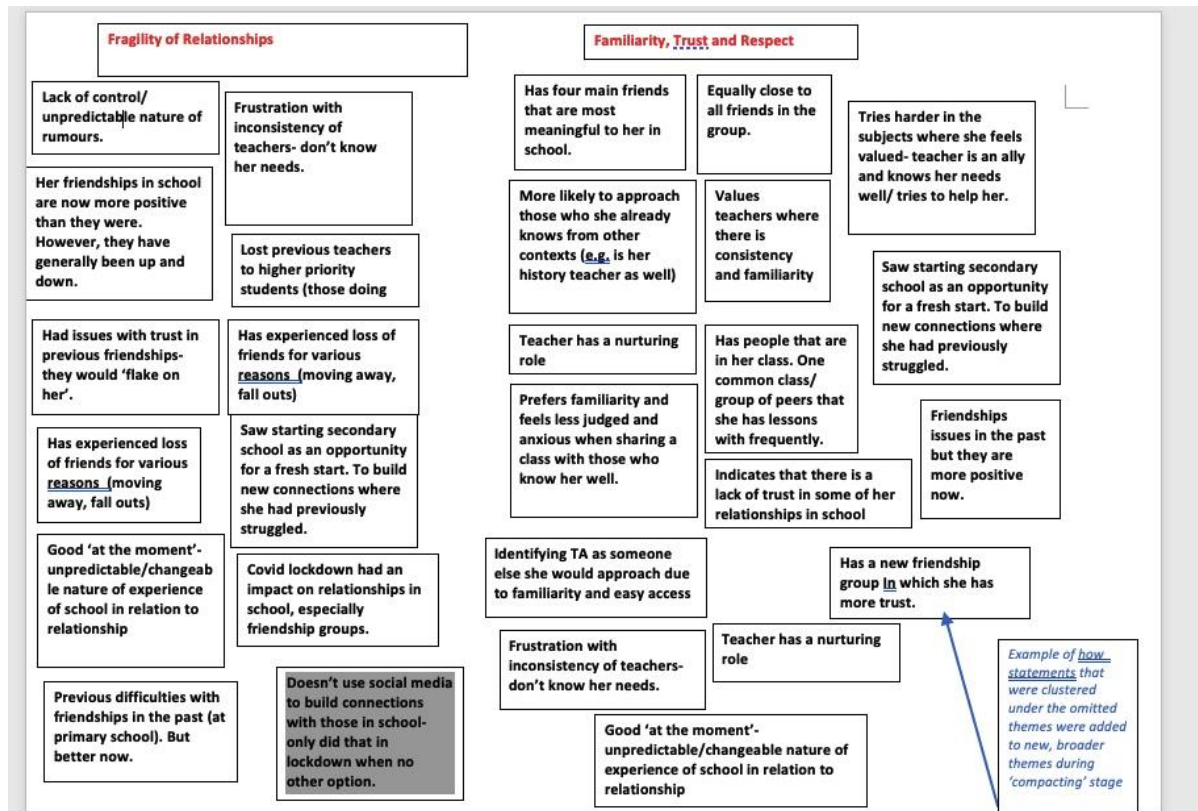 Fragility of Relationships
Lack of control/
unpredictable nature of
rumours.
Frustration with
inconsistency of
teachers- don't know
her needs.
Her friendships in school
are now more positive
than they were.
However, they have
generally been up and
down.
Lost previous teachers
to higher priority
students (those doing
Had issues with trust in
previous friendships-
they would 'flake on
her'.
Has experienced loss of
friends for various
reasons (moving away,
fall outs)
Has experienced loss
of friends for various
reasons (moving
away, fall outs)
Saw starting secondary
school as an opportunity
for a fresh start. To build
new connections where
she had previously
struggled.
Good 'at the moment'-
unpredictable/changeab
le nature of experience
of school in relation to
relationship
Covid lockdown had an
impact on relationships in
school, especially
friendship groups.
Previous difficulties with
friendships in the past (at
primary school). But
better now.
Doesn't use social media
to build connections
with those in school-
only did that in
lockdown when no
other option.
Familiarity, Trust and Respect
Has four main friends
that are most
meaningful to her in
school.
Equally close to
all friends in the
group.
Tries harder in the
subjects where she feels
valued- teacher is an ally
and knows her needs
well/ tries to help her.
More likely to approach
those who she already
knows from other
contexts (e.g. is her
history teacher as well)
Values
teachers where
there is
consistency
and familiarity
Saw starting secondary
school as an opportunity
for a fresh start. To build
new connections where
she had previously
struggled.
Teacher has a nurturing
role
Has people that are
in her class. One
common class/
group of peers that
she has lessons
with frequently.
Prefers familiarity and
feels less judged and
anxious when sharing a
class with those who
know her well.
Friendships
issues in the past
but they are
more positive
now.
Indicates that there is a
lack of trust in some of her
relationships in school
Identifying TA as someone
else she would approach due
to familiarity and easy access
Has a new friendship
group In which she has
more trust.
Frustration with
inconsistency of teachers-
don't know her needs.
Teacher has a nurturing
role
Good 'at the moment'-
unpredictable/changeable nature of
experience of school in relation to
relationship
Example of how
statements that
were clustered
under the omitted
themes were added
to new, broader
themes during
'compacting' stage